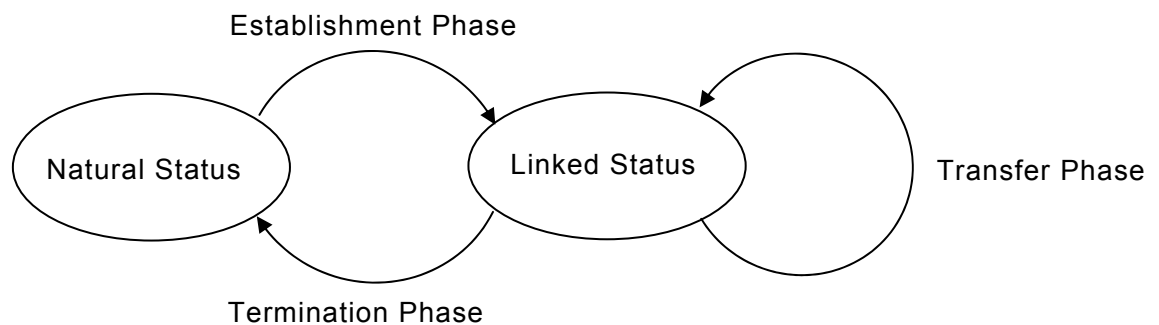 Establishment Phase
Natural Status
Linked Status
Transfer Phase
Termination Phase